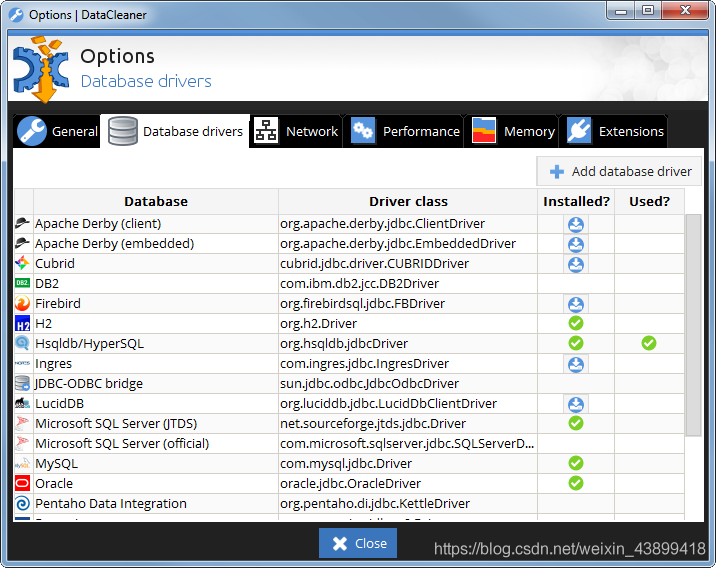 Options | DataCleaner
Options
Database drivers
General Database drivers Network Performance Memory Extensions
Add database driver
Database Driver class Installed? Used?
Apache Derby (client) org.apache.derby.jdbc.ClientDriver
Apache Derby (embedded) org.apache.derby.jdbc.EmbeddedDriver
Cubrid cubrid.jdbc.driver.CUBRIDDriver
DB2 DB2 com.ibm.db2.jcc.DB2Driver
Firebird org.firebirdsql.jdbc.FBDriver
H2 H2 org.h2.Driver
Hsqldb/HyperSQL org.hsqldb.jdbcDriver
Ingres com.ingres.jdbc.IngresDriver
JDBC-ODBC bridge sun.jdbc.odbc.JdbcOdbcDriver
LucidDB org.luciddb.jdbc.LucidDbClientDriver
Microsoft SQL Server (JTDS) net.sourceforge.jtds.jdbc.Driver
Microsoft SQL Server (official) com.microsoft.sqlserver.jdbc.SQLServerD...
MySQL com.mysql.jdbc.Driver
Oracle oracle.jdbc.OracleDriver
Pentaho Data Integration org.pentaho.di.jdbc.KettleDriver
Close
https://blog.csdn.net/weixin_43899418